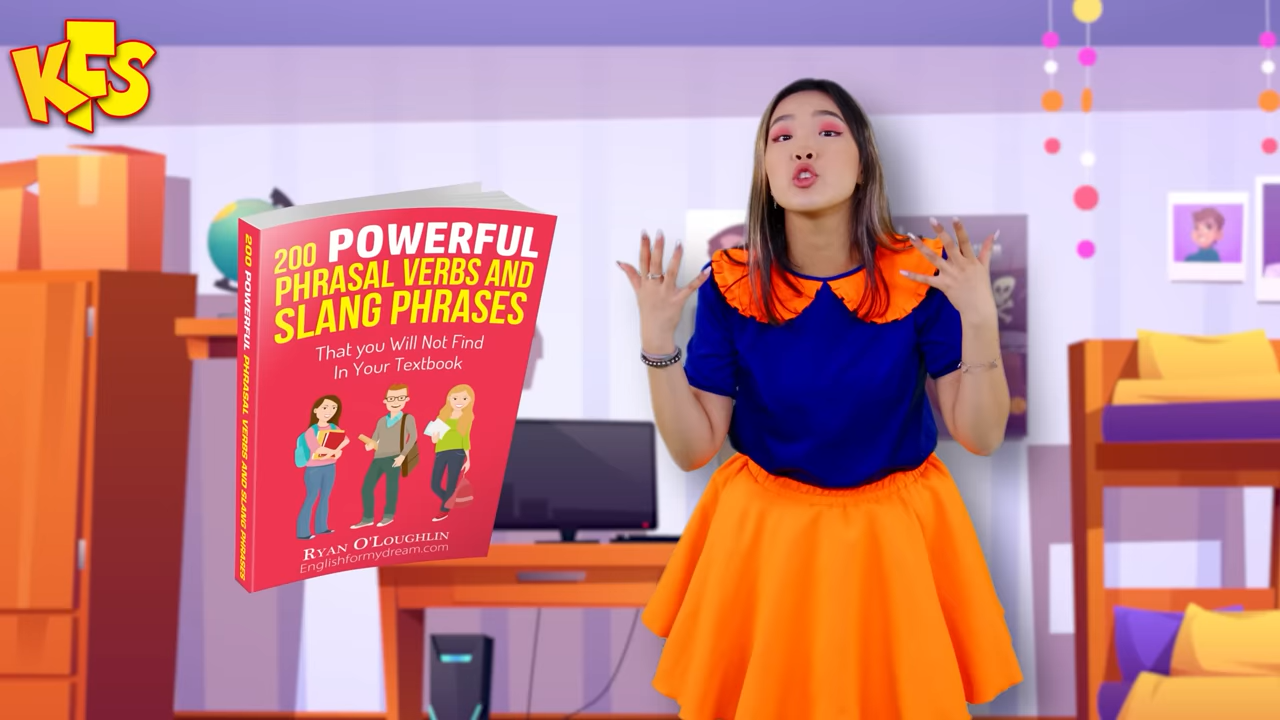 KFS
200 POWERFUL
PHRASAL VERBS AND
SLANG PHRASES
That you Will Not Find
In Your Textbook
RYAN O'LOUGHLIN
Englishformydream.com
200 POWERFUL PHRASAL VERBS AND SLANG PHRASES